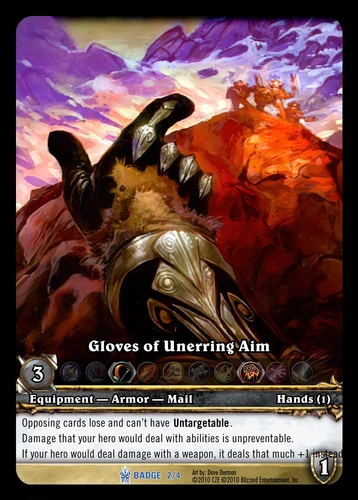 Gloves of Unerring Aim
3
Equipment — Armor — Mail Hands (1)
Opposing cards lose and can't have Untargetable.
Damage that your hero would deal with abilities is unpreventable.
If your hero would deal damage with a weapon, it deals that much +1 instead
BADGE 2/4
Art by: Dave Dorman
©2010 CZE ©2010 Blizzard Entertainment, Inc.
1